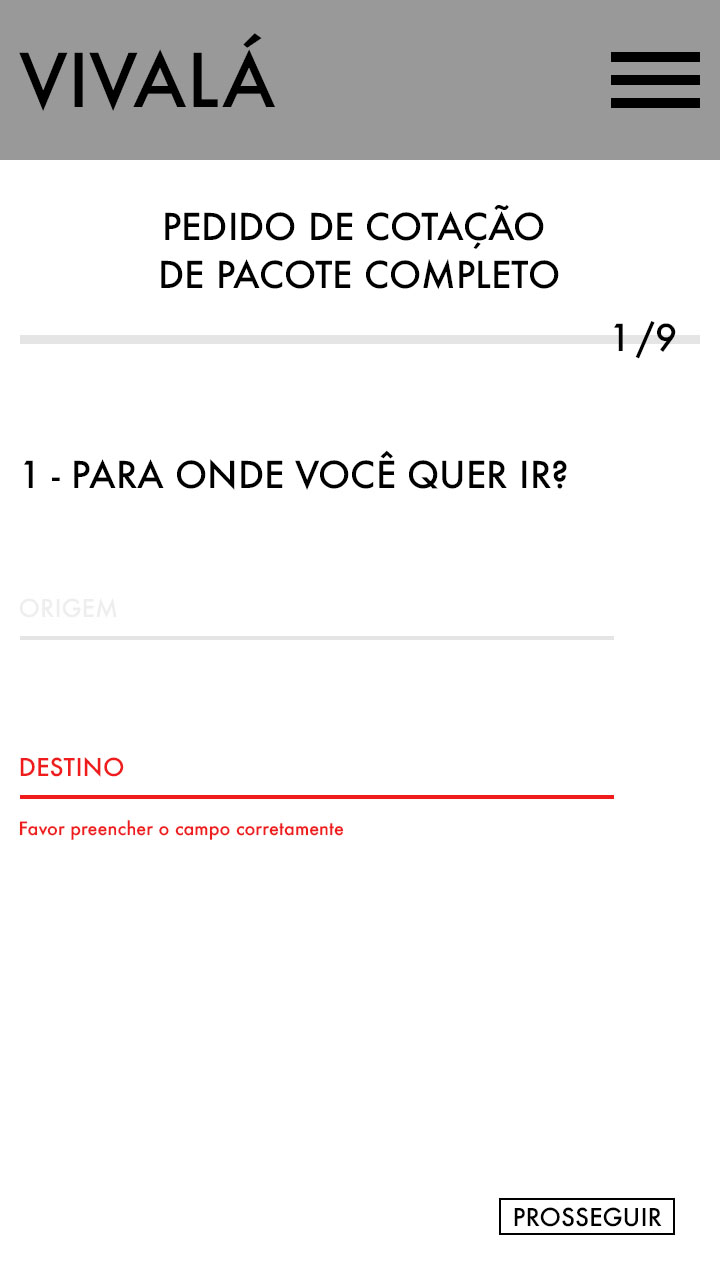 VIVALÁ
PEDIDO DE COTAÇÃO
DE PACOTE COMPLETO
1/9
1 - PARA ONDE VOCÊ QUER IR?
ORIGEM
DESTINO
Favor preencher o campo corretamente
PROSSEGUIR